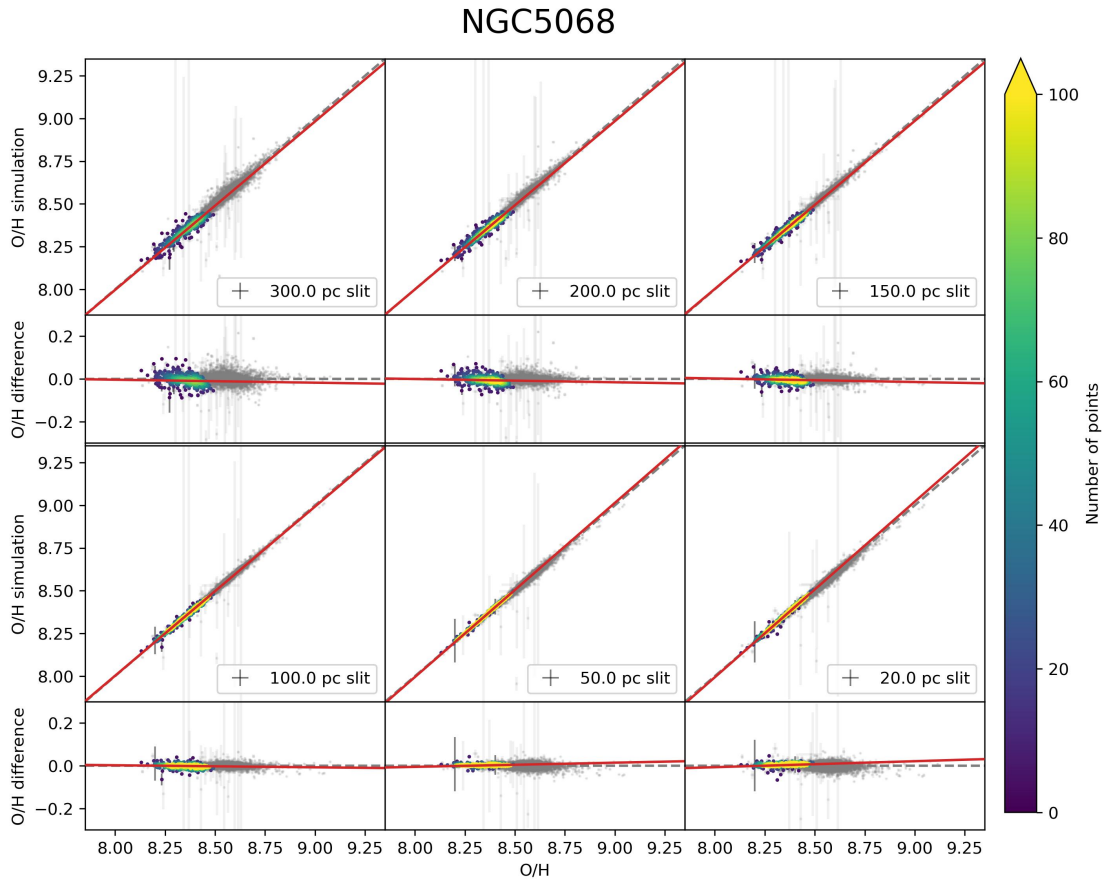 NGC5068
9.25
9.00
8.75
8.50
8.25
8.00
O/H simulation
300.0 pc slit
200.0 pc slit
150.0 pc slit
0.2
0.0
−0.2
O/H difference
9.25
9.00
8.75
8.50
8.25
8.00
O/H simulation
100.0 pc slit
50.0 pc slit
20.0 pc slit
0.2
0.0
−0.2
O/H difference
8.00 8.25 8.50 8.75 9.00 9.25 8.00 8.25 8.50 8.75 9.00 9.25 8.00 8.25 8.50 8.75 9.00 9.25
O/H
100
80
60
40
20
0
Number of points